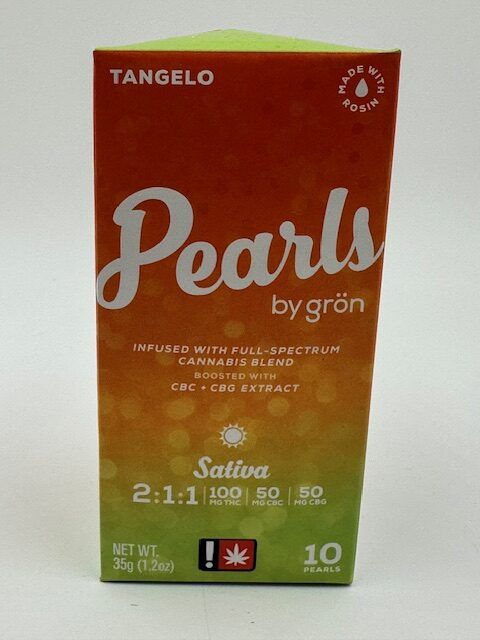 TANGELO
MADE WITH ROSIN
Pearls
by grön
INFUSED WITH FULL-SPECTRUM
CANNABIS BLEND
BOOSTED WITH
CBC + CBG EXTRACT
Sativa
2:1:1 | 100 MG THC | 50 MG CBC | 50 MG CBG
NET WT.
35g (1.2oz)
!
10
PEARLS